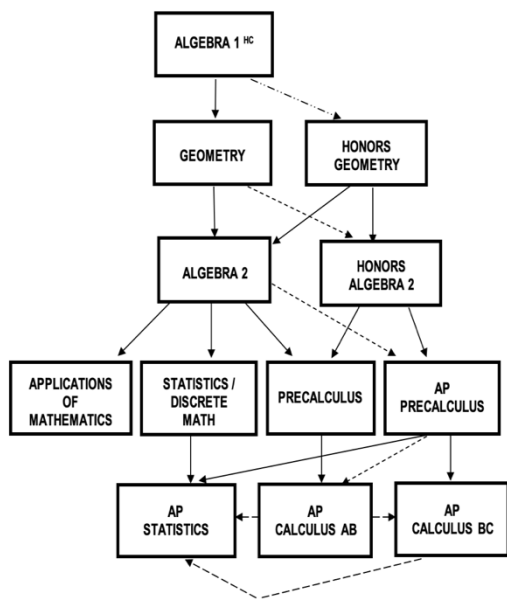 ALGEBRA 1 HC
GEOMETRY
HONORS
GEOMETRY
ALGEBRA 2
HONORS
ALGEBRA 2
APPLICATIONS
OF
MATHEMATICS
STATISTICS /
DISCRETE
MATH
PRECALCULUS
AP
PRECALCULUS
AP
STATISTICS
AP
CALCULUS AB
AP
CALCULUS BC